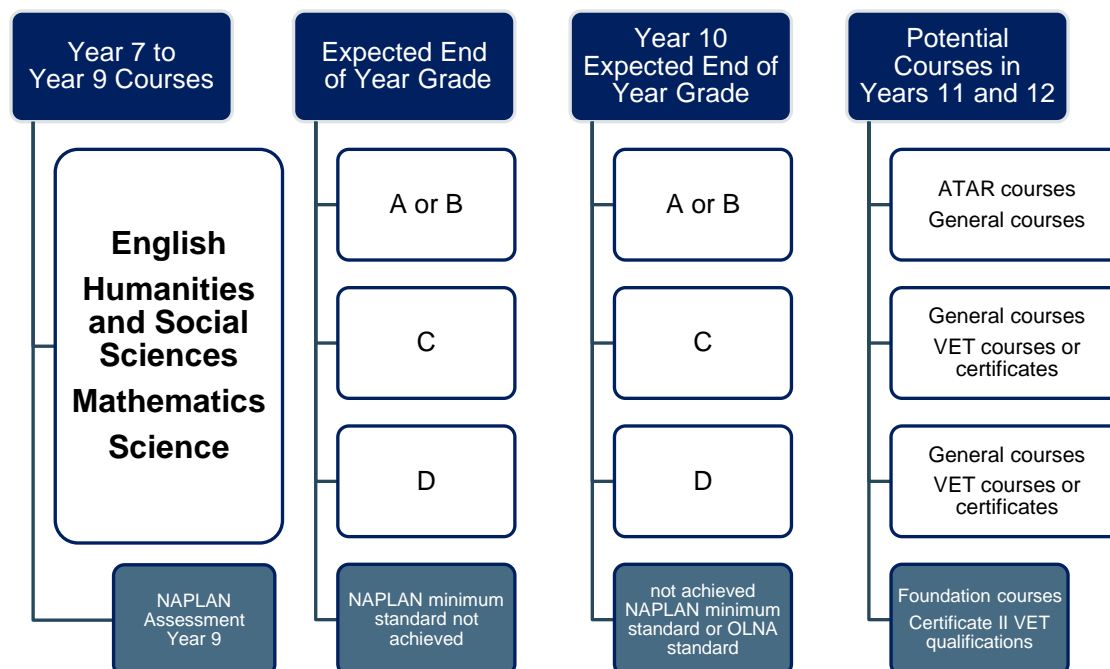 Year 7 to
Year 9 Courses
English
Humanities
and Social
Sciences
Mathematics
Science
NAPLAN
Assessment
Year 9
Expected End
of Year Grade
A or B
C
D
NAPLAN minimum
standard not
achieved
Year 10
Expected End of
Year Grade
A or B
C
D
not achieved
NAPLAN minimum
standard or OLNA
standard
Potential
Courses in
Years 11 and 12
ATAR courses
General courses
General courses
VET courses or
certificates
General courses
VET courses or
certificates
Foundation courses
Certificate II VET
qualifications